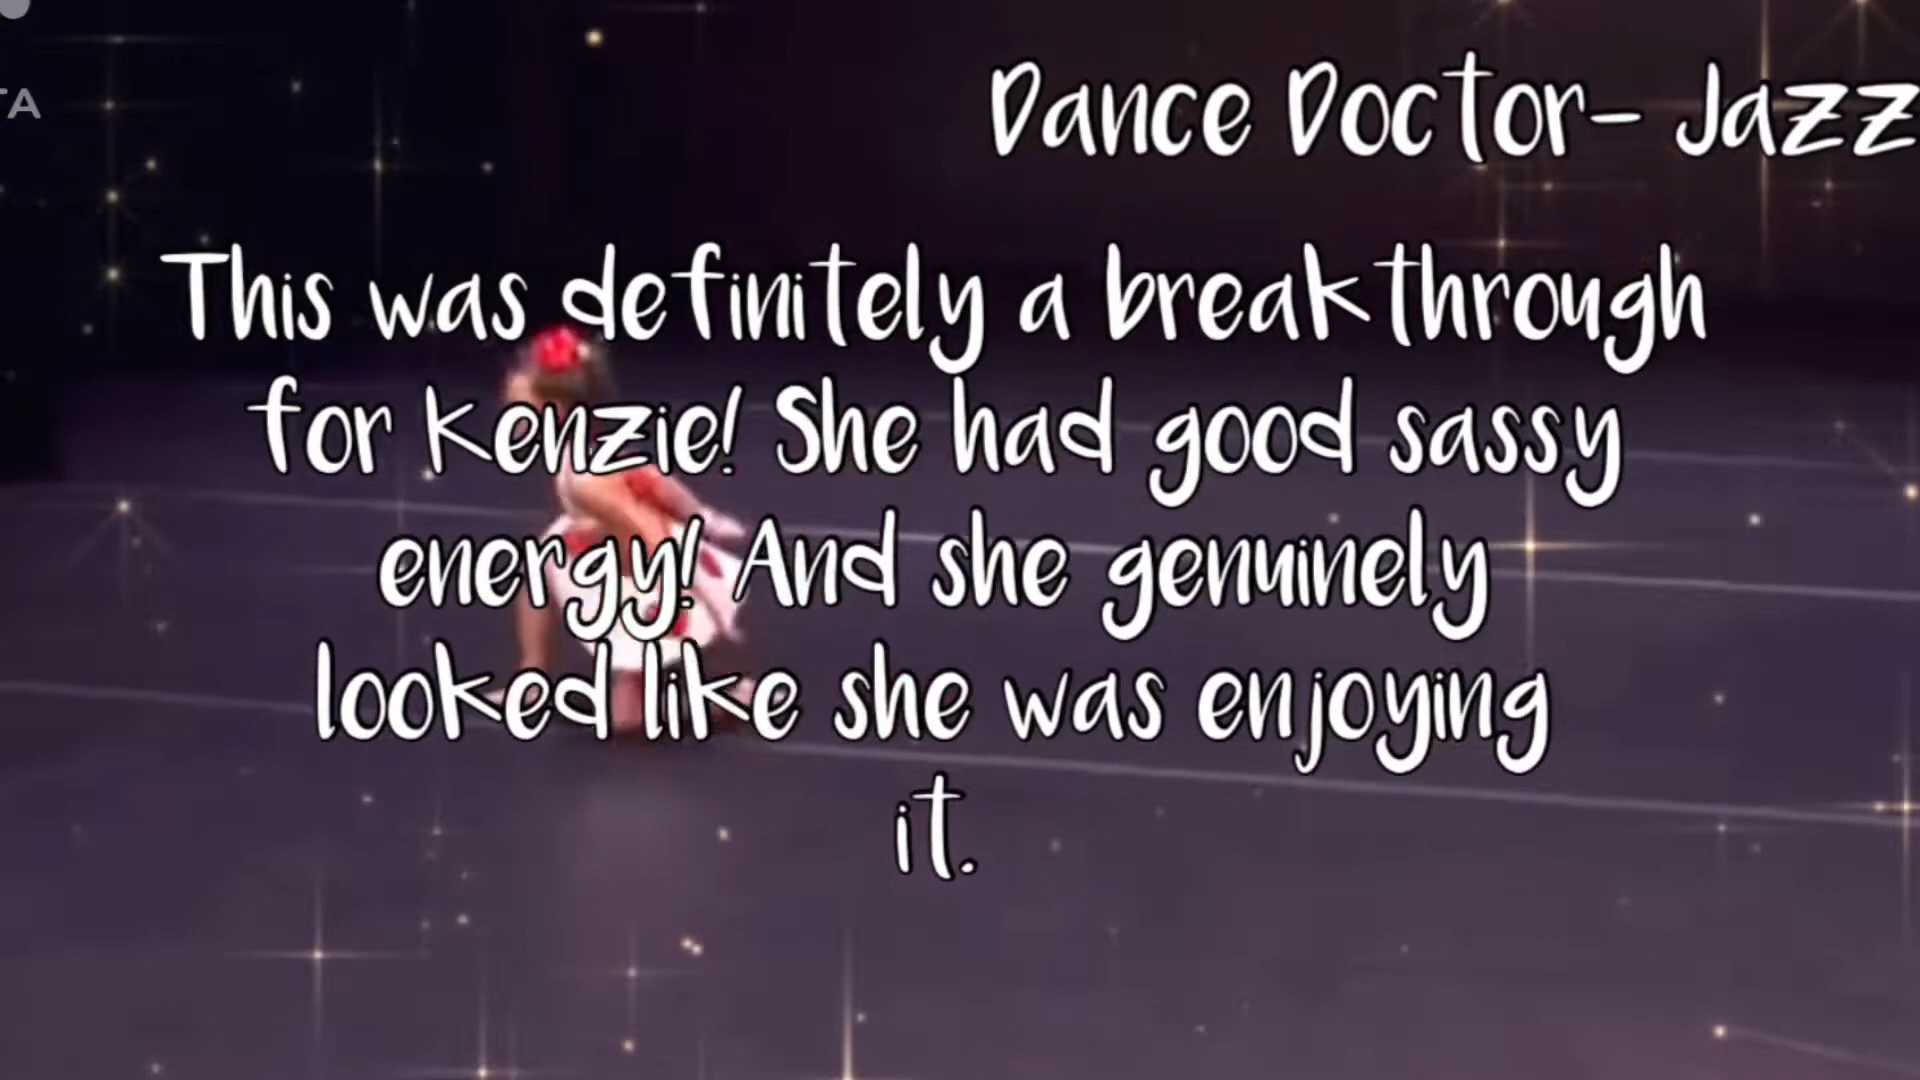 TA
Dance Doctor- Jazz
This was definitely a breakthrough
for Kenzie! She had good sassy
energy! And she genuinely
looked like she was enjoying
it.